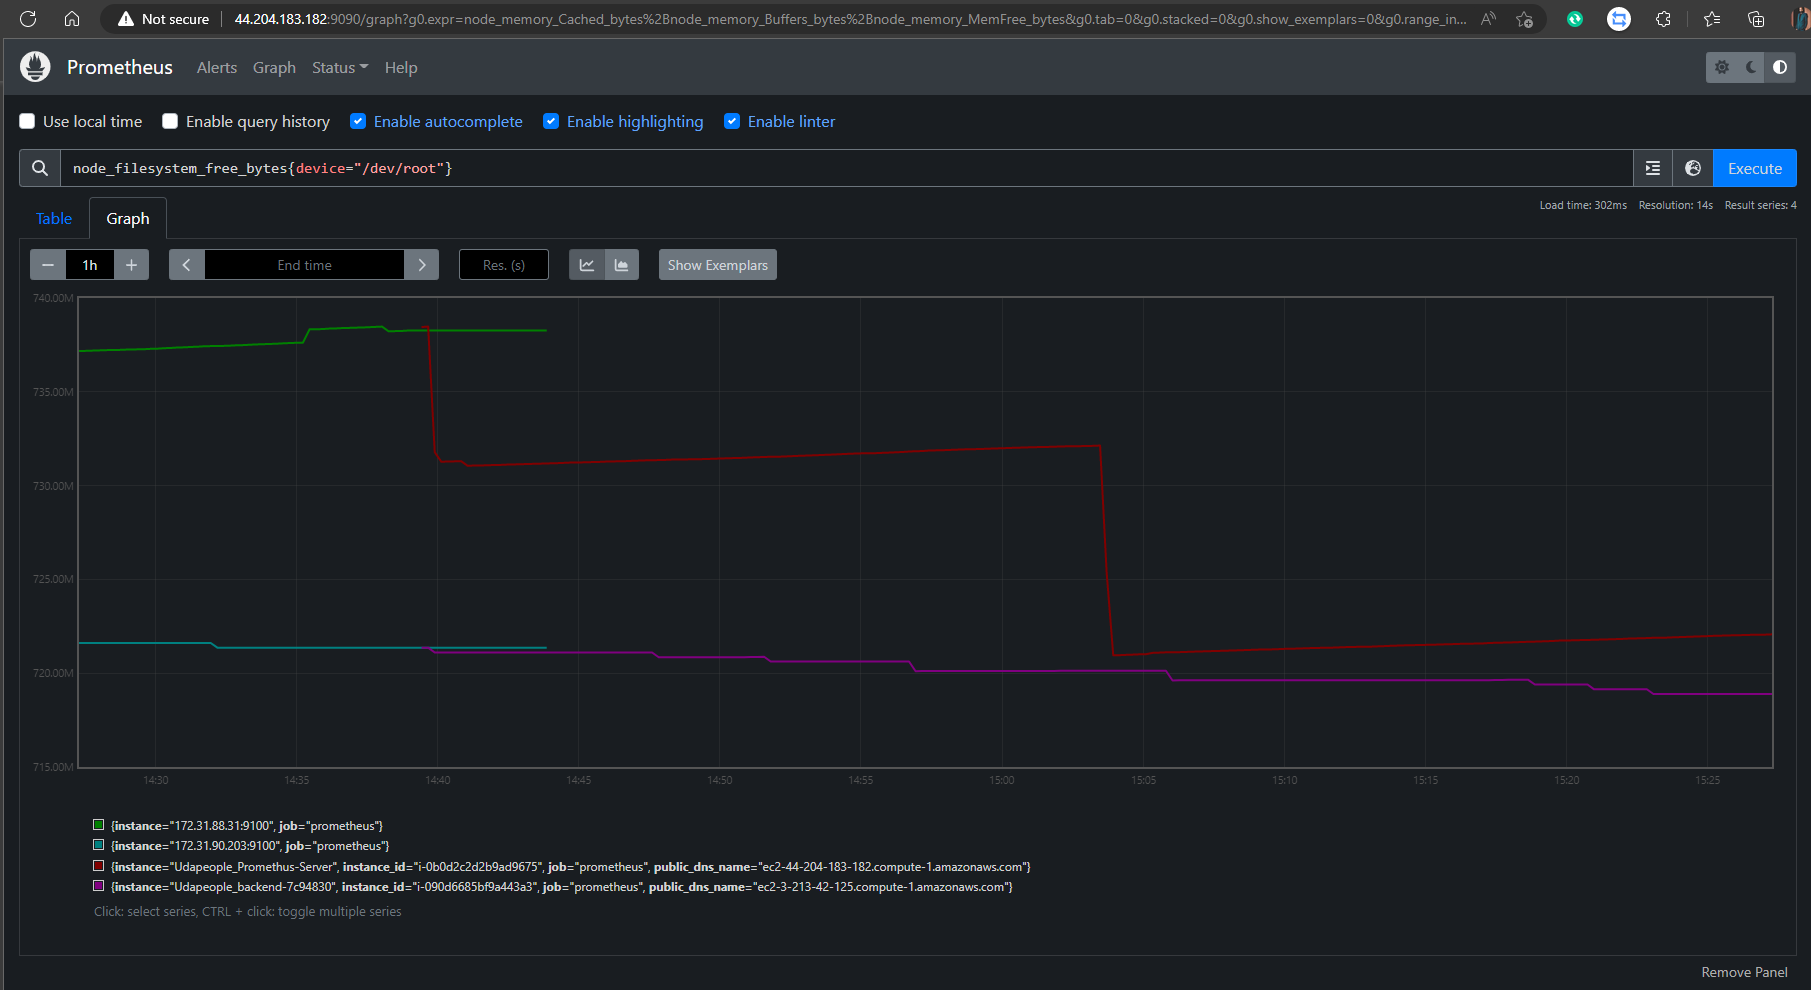 Not secure
44.204.183.182:9090/graph?g0.expr=node_memory_Cached_bytes%2Bnode_memory_Buffers_bytes%2Bnode_memory_MemFree_bytes&g0.tab=0&g0.stacked=0&g0.show_exemplars=0&g0.range_in...
Prometheus Alerts Graph Status Help
Use local time Enable query history Enable autocomplete Enable highlighting Enable linter
node_filesystem_free_bytes{device="/dev/root"}
Execute
Table Graph
Load time: 302ms Resolution: 14s Result series: 4
− 1h + End time Res. (s) Show Exemplars
740.00M
735.00M
730.00M
725.00M
720.00M
715.00M
14:30 14:35 14:40 14:45 14:50 14:55 15:00 15:05 15:10 15:15 15:20 15:25
{instance="172.31.88.31:9100", job="prometheus"}
{instance="172.31.90.203:9100", job="prometheus"}
{instance="Udapeople_Promethus-Server", instance_id="i-0b0d2c2d2b9ad9675", job="prometheus", public_dns_name="ec2-44-204-183-182.compute-1.amazonaws.com"}
{instance="Udapeople_backend-7c94830", instance_id="i-090d6685bf9a443a3", job="prometheus", public_dns_name="ec2-3-213-42-125.compute-1.amazonaws.com"}
Click: select series, CTRL + click: toggle multiple series
Remove Panel